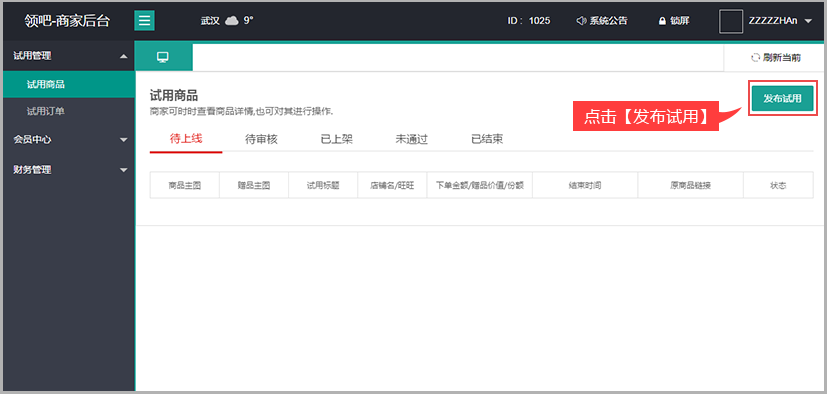 领吧-商家后台 武汉 9° ID： 1025 系统公告 锁屏 ZZZZZHAn
试用管理 刷新当前
试用商品
试用订单
会员中心
财务管理
试用商品 发布试用
商家可时时查看商品详情,也可对其进行操作.
点击【发布试用】
待上线 待审核 已上架 未通过 已结束
商品主图 赠品主图 试用标题 店铺名/旺旺 下单金额/赠品价值/份额 结束时间 原商品链接 状态